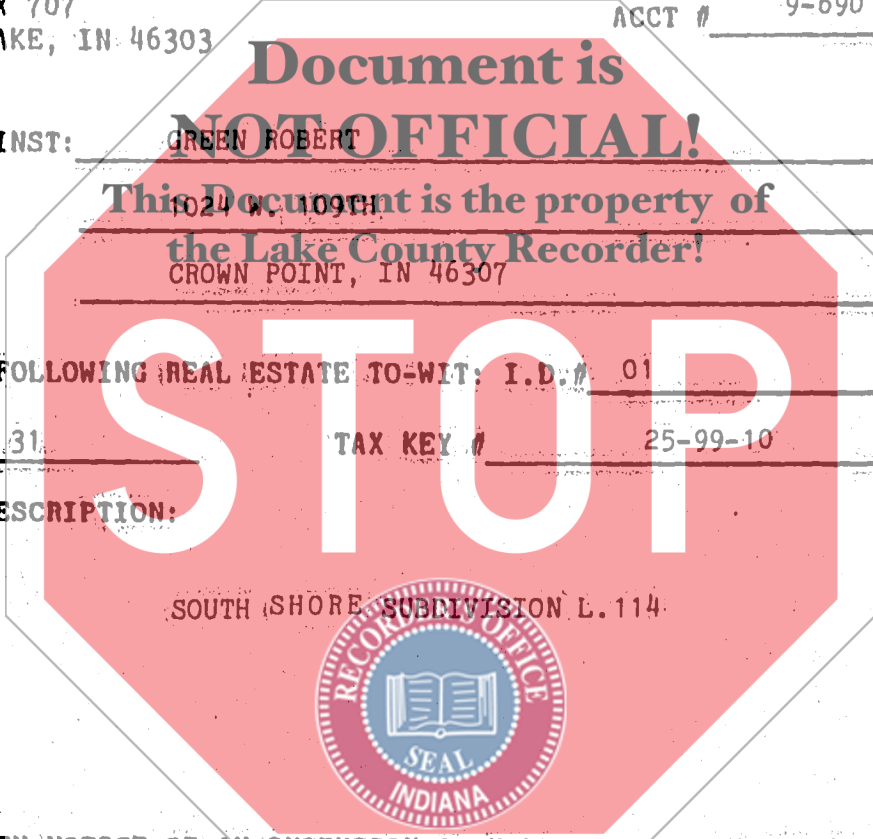 707
ACCT # 9-690
AKE, IN 46303
Document is
INST: GREEN ROBERT
NOT OFFICIAL!
1024 W. 109TH
This Document is the property of
the Lake County Recorder!
CROWN POINT, IN 46307
STOP
FOLLOWING REAL ESTATE TO-WIT: I.D.# 01
31 TAX KEY # 25-99-10
ESCRIPTION:
SOUTH SHORE SUBDIVISION L.114
RECORDER'S OFFICE
SEAL
INDIANA